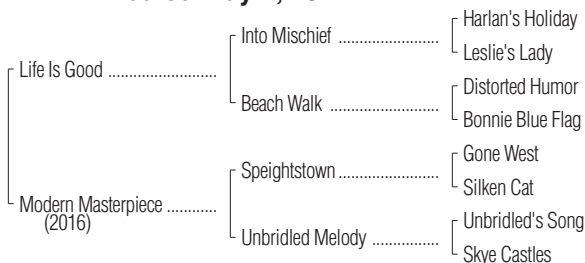 Harlan's Holiday
Into Mischief ........................
Leslie's Lady
Life Is Good ........................
Distorted Humor
Beach Walk ........................
Bonnie Blue Flag
Gone West
Speightstown ........................
Silken Cat
Modern Masterpiece ............
(2016)
Unbridled's Song
Unbridled Melody ................
Skye Castles